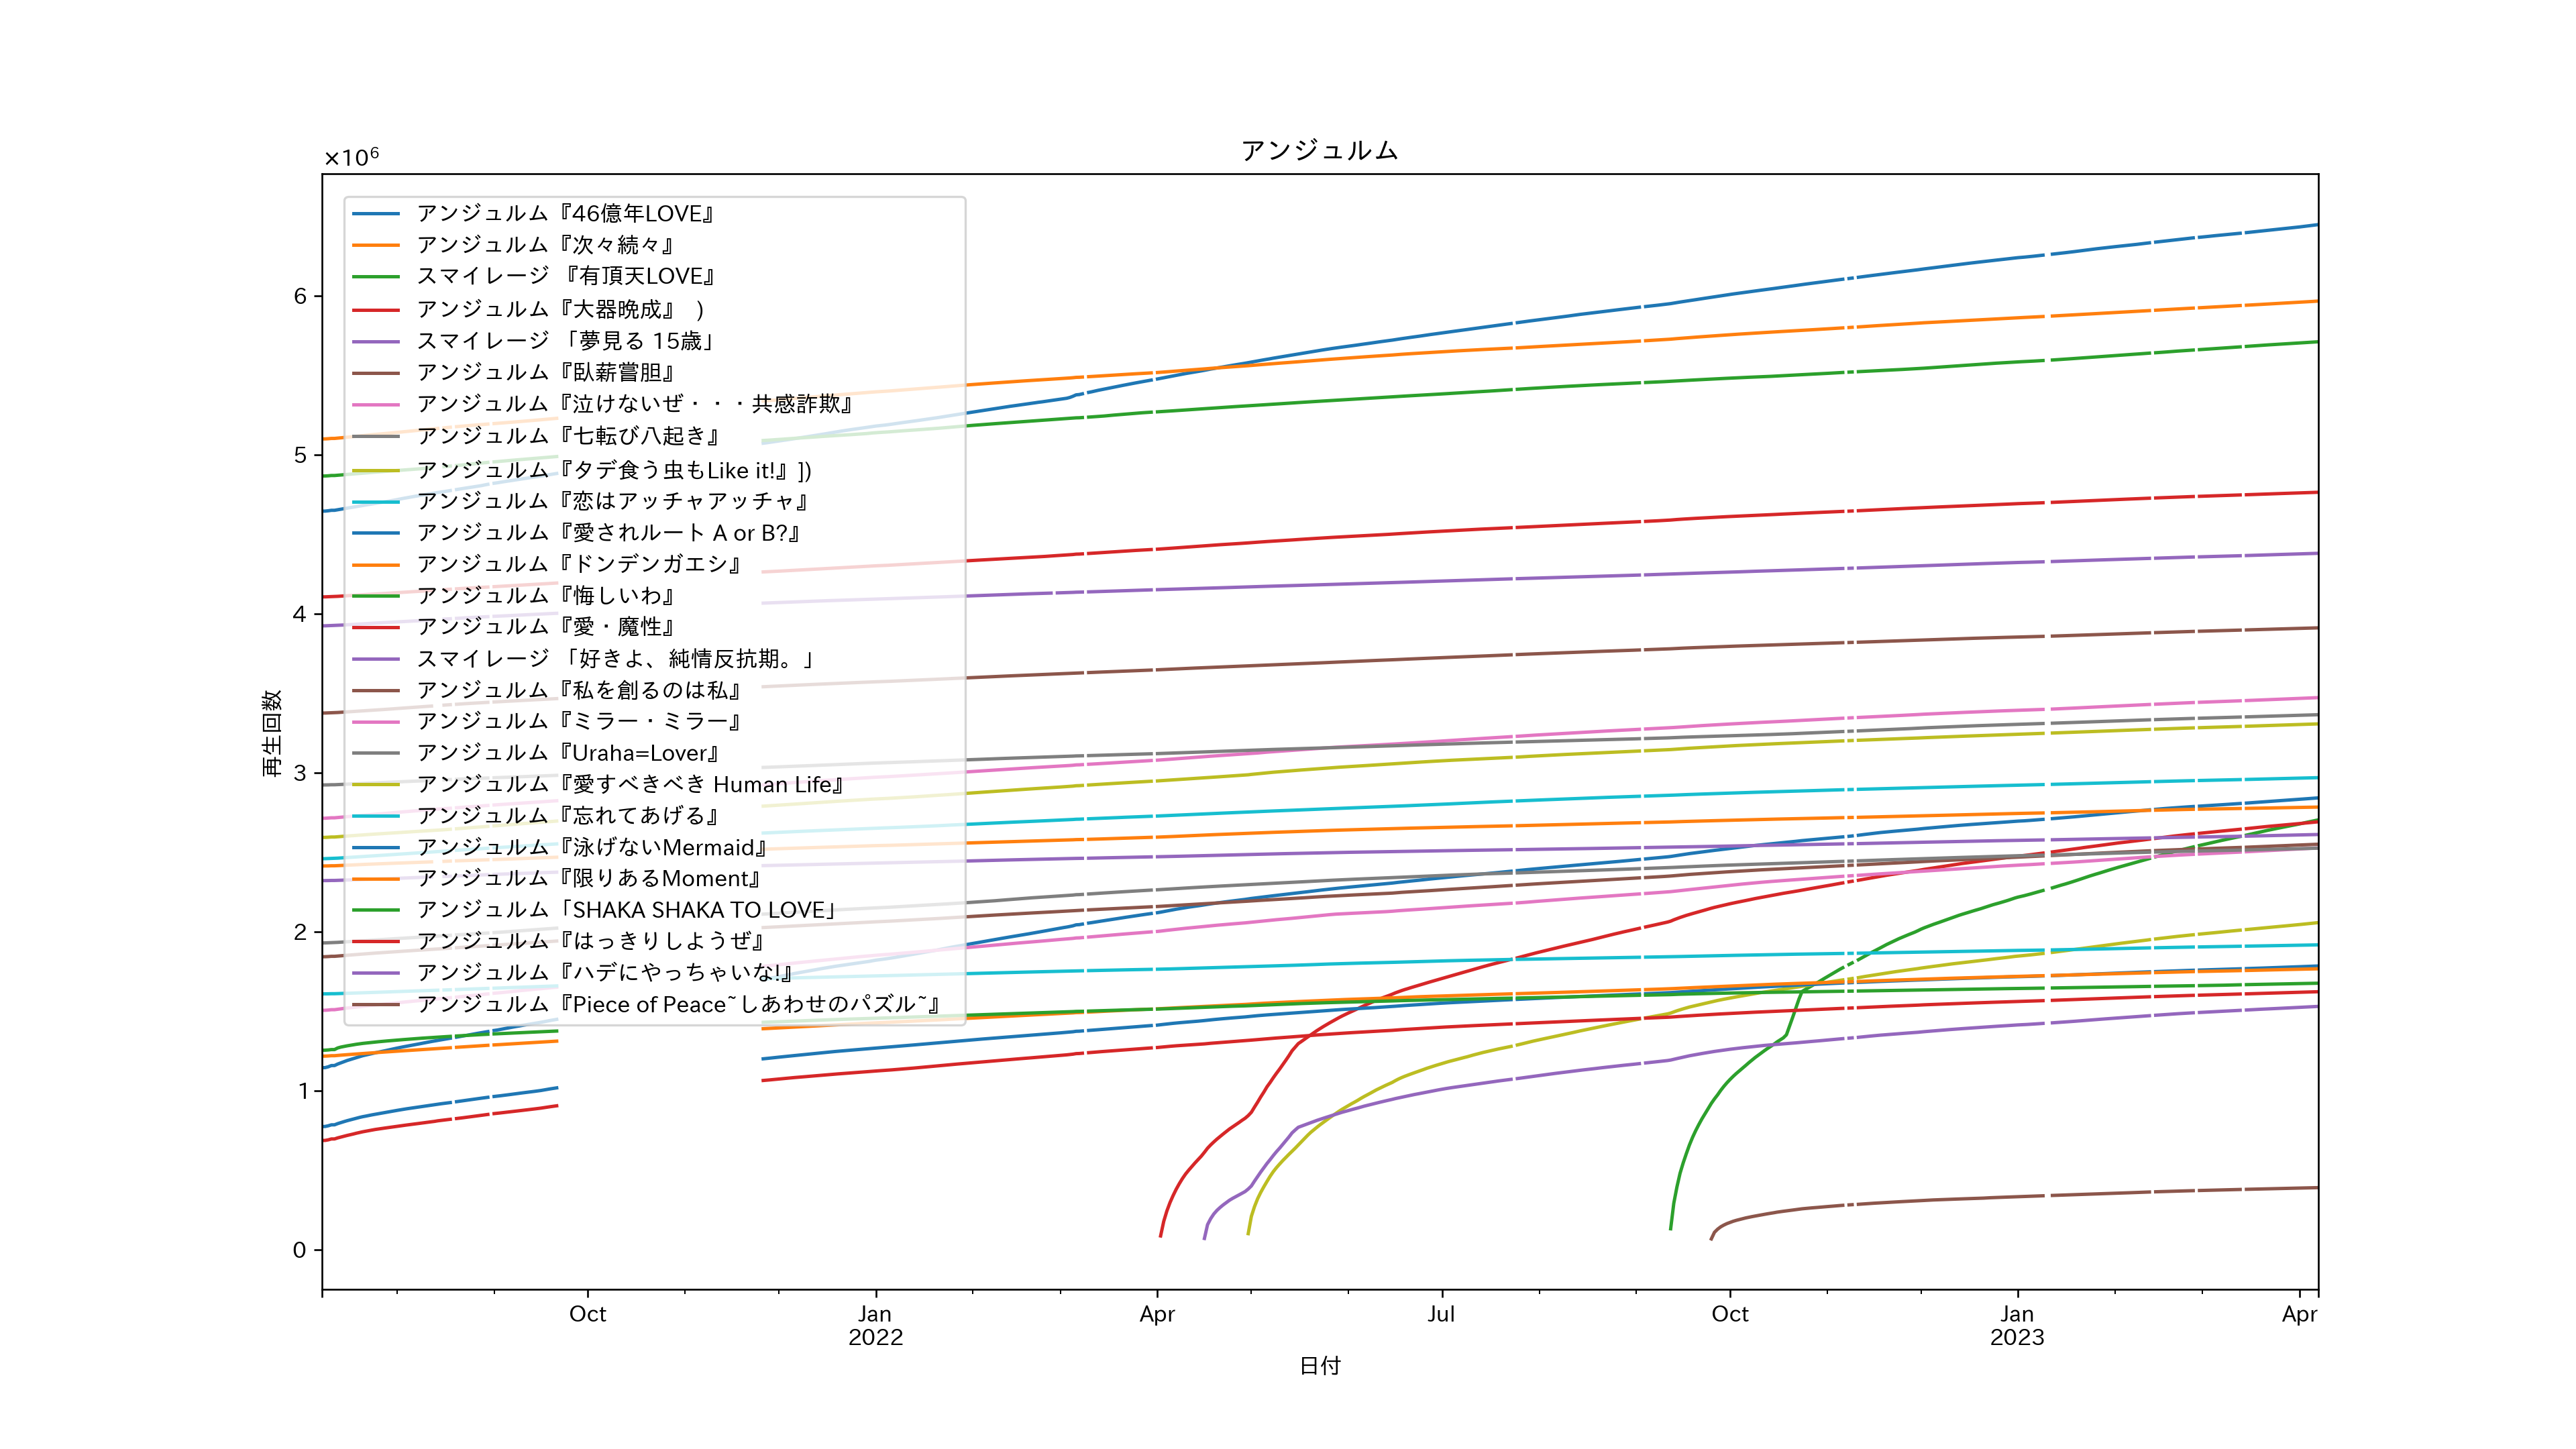 アンジュルム
×10⁶
アンジュルム『46億年LOVE』
アンジュルム『次々続々』
スマイレージ 『有頂天LOVE』
アンジュルム『大器晩成』 )
スマイレージ 「夢見る 15歳」
アンジュルム『臥薪嘗胆』
アンジュルム『泣けないぜ・・・共感詐欺』
アンジュルム『七転び八起き』
アンジュルム『タデ食う虫もLike it!』])
アンジュルム『恋はアッチャアッチャ』
アンジュルム『愛されルート A or B?』
アンジュルム『ドンデンガエシ』
アンジュルム『悔しいわ』
アンジュルム『愛・魔性』
スマイレージ 「好きよ、純情反抗期。」
アンジュルム『私を創るのは私』
アンジュルム『ミラー・ミラー』
アンジュルム『Uraha=Lover』
アンジュルム『愛すべきべき Human Life』
アンジュルム『忘れてあげる』
アンジュルム『泳げないMermaid』
アンジュルム『限りあるMoment』
アンジュルム「SHAKA SHAKA TO LOVE」
アンジュルム『はっきりしようぜ』
アンジュルム『ハデにやっちゃいな!』
アンジュルム『Piece of Peace~しあわせのパズル~』
6
5
4
3
2
1
0
再生回数
Oct Jan Apr Jul Oct Jan Apr
2022 2023
日付